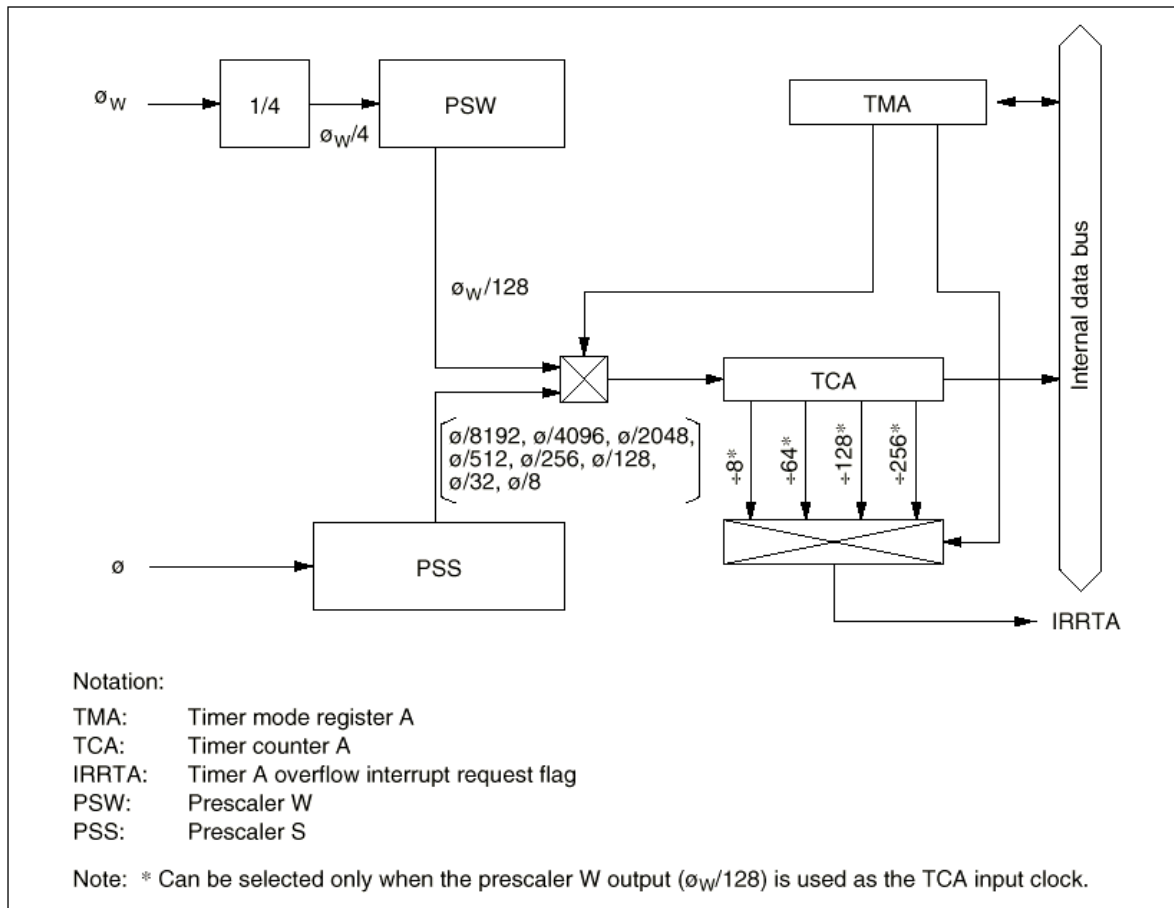 øW
1/4
øW/4
PSW
TMA
Internal data bus
øW/128
TCA
ø/8192, ø/4096, ø/2048,
ø/512, ø/256, ø/128,
ø/32, ø/8
÷8*
÷64*
÷128*
÷256*
ø
PSS
IRRTA
Notation:
TMA: Timer mode register A
TCA: Timer counter A
IRRTA: Timer A overflow interrupt request flag
PSW: Prescaler W
PSS: Prescaler S
Note: * Can be selected only when the prescaler W output (øW/128) is used as the TCA input clock.